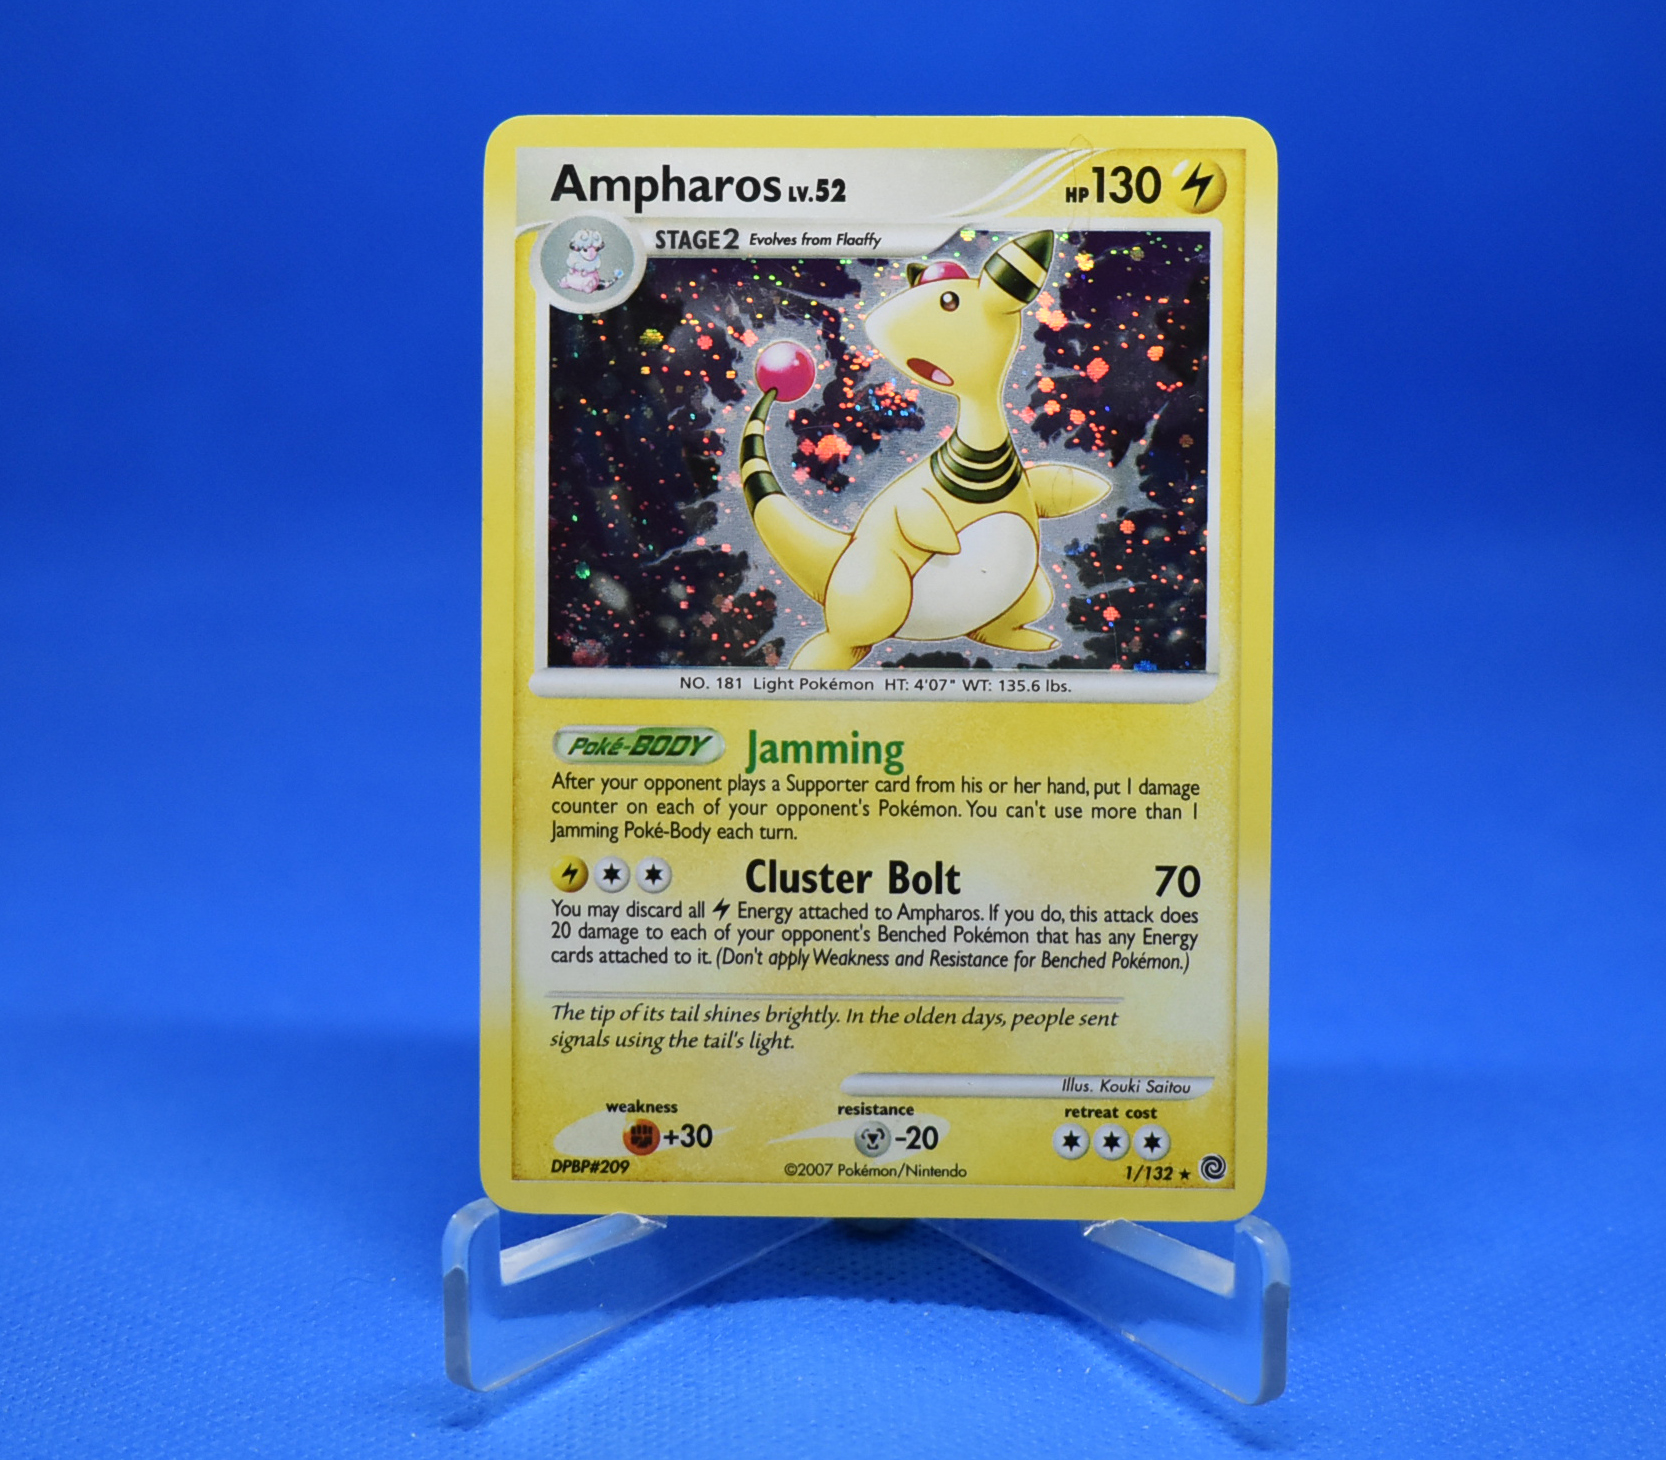 Ampharos LV.52 HP 130
STAGE2 Evolves from Flaaffy
NO. 181 Light Pokémon HT: 4'07" WT: 135.6 lbs.
Poké-BODY Jamming
After your opponent plays a Supporter card from his or her hand, put 1 damage
counter on each of your opponent's Pokémon. You can't use more than 1
Jamming Poké-Body each turn.
Cluster Bolt 70
You may discard all Energy attached to Ampharos. If you do, this attack does
20 damage to each of your opponent's Benched Pokémon that has any Energy
cards attached to it. (Don't apply Weakness and Resistance for Benched Pokémon.)
The tip of its tail shines brightly. In the olden days, people sent
signals using the tail's light.
Illus. Kouki Saitou
weakness resistance retreat cost
+30 -20
DPBP#209 ©2007 Pokémon/Nintendo 1/132 ★